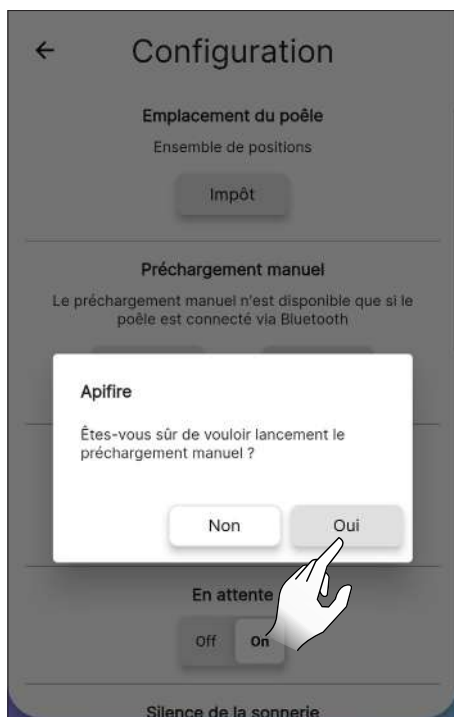 Configuration
Emplacement du poêle
Ensemble de positions
Impôt
Préchargement manuel
Le préchargement manuel n'est disponible que si le
poêle est connecté via Bluetooth
Apifire
Êtes-vous sûr de vouloir lancement le
préchargement manuel ?
Non Oui
En attente
Off On
Silence de la sonnerie